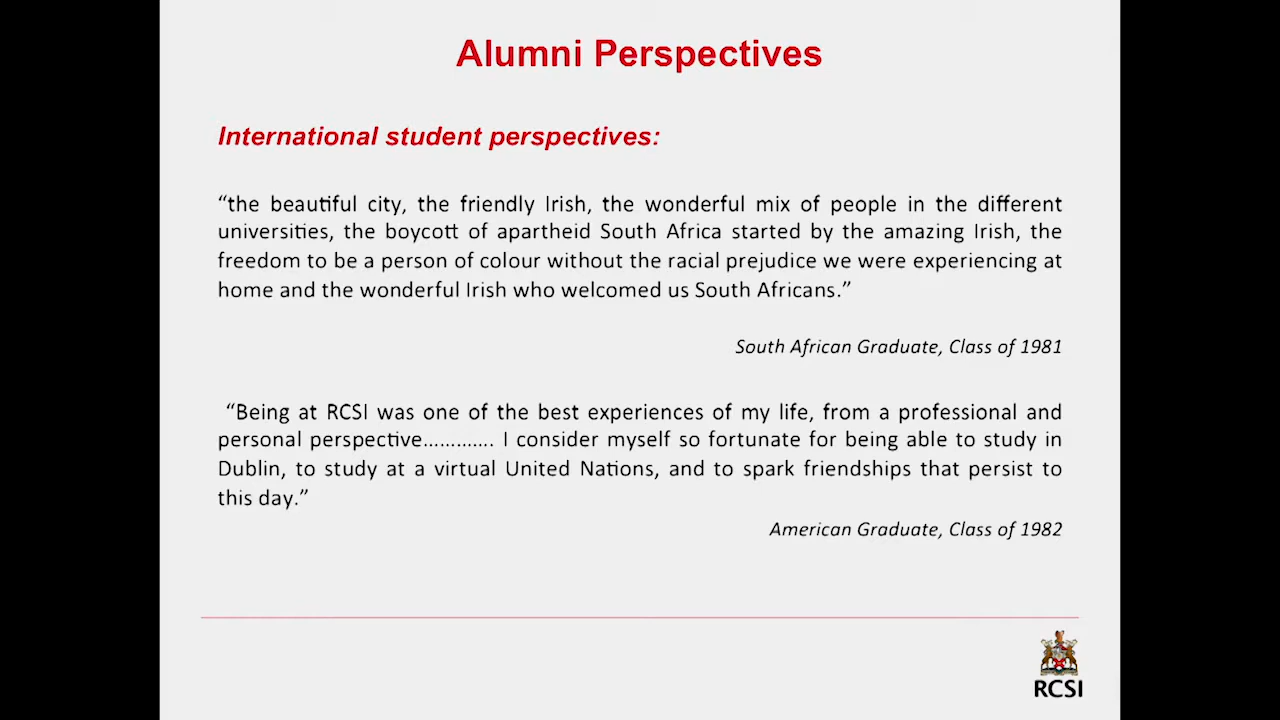 Alumni Perspectives
International student perspectives:
“the beautiful city, the friendly Irish, the wonderful mix of people in the different
universities, the boycott of apartheid South Africa started by the amazing Irish, the
freedom to be a person of colour without the racial prejudice we were experiencing at
home and the wonderful Irish who welcomed us South Africans.”
South African Graduate, Class of 1981
“Being at RCSI was one of the best experiences of my life, from a professional and
personal perspective…………. I consider myself so fortunate for being able to study in
Dublin, to study at a virtual United Nations, and to spark friendships that persist to
this day.”
American Graduate, Class of 1982
RCSI